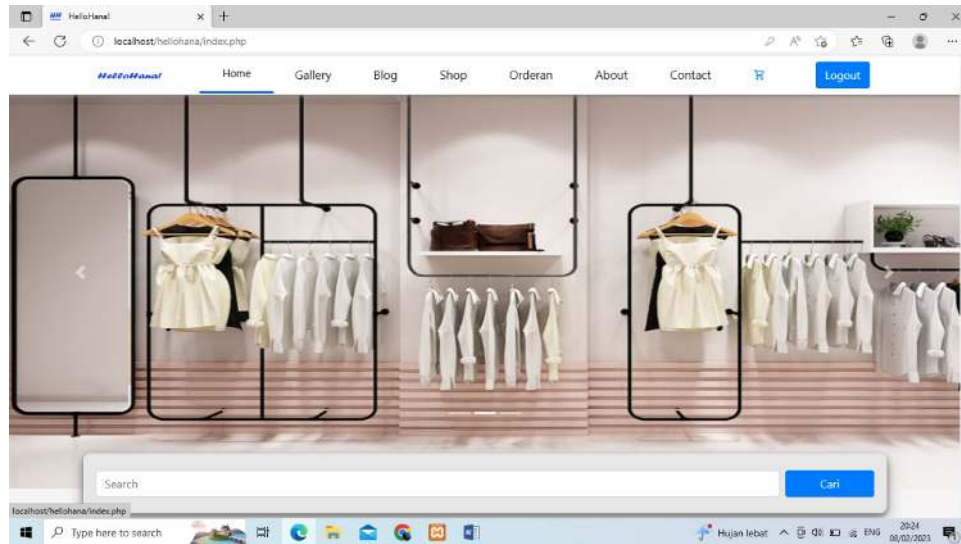 HelloHana!
localhost/hellohana/index.php
HelloHana! Home Gallery Blog Shop Orderan About Contact Logout
Search Cari
localhost/hellohana/index.php
Type here to search Hujan lebat ENG 20:24
08/02/2023